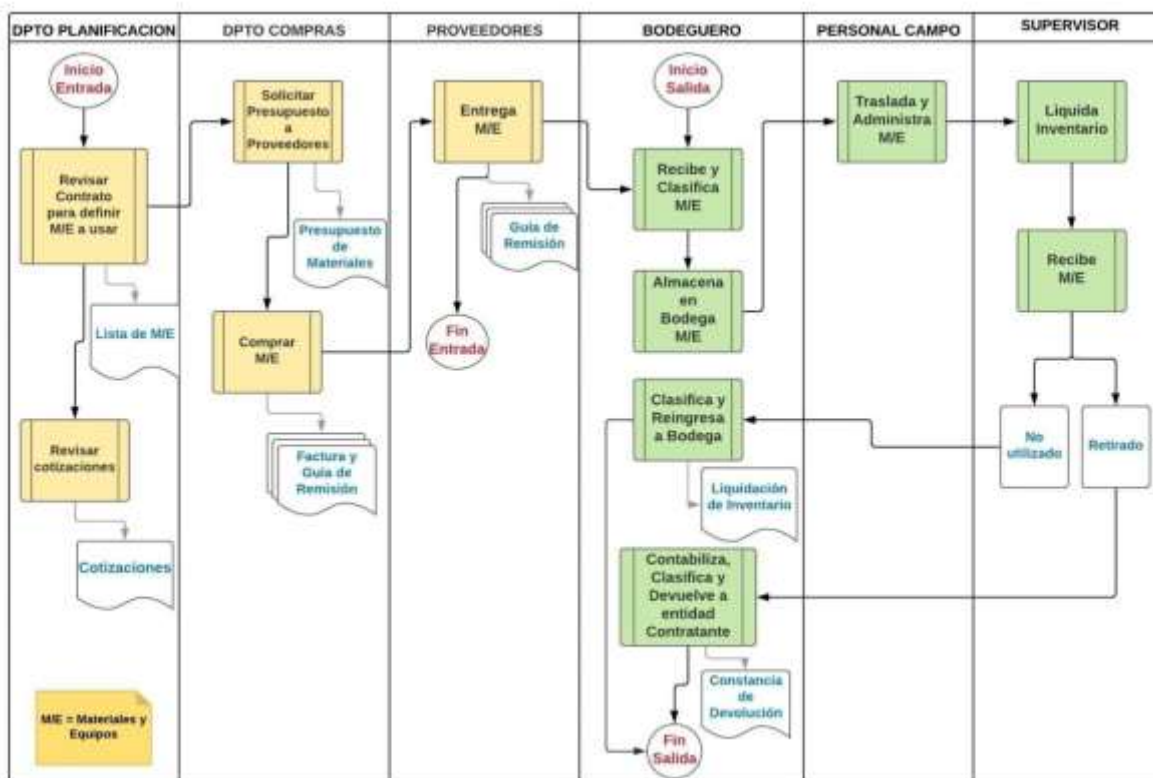 DPTO PLANIFICACION
DPTO COMPRAS
PROVEEDORES
BODEGUERO
PERSONAL CAMPO
SUPERVISOR
Inicio
Entrada
Revisar
Contrato
para definir
M/E a usar
Lista de M/E
Revisar
cotizaciones
Cotizaciones
M/E = Materiales y
Equipos
Solicitar
Presupuesto
a
Proveedores
Presupuesto
de
Materiales
Comprar
M/E
Factura y
Guia de
Remisión
Entrega
M/E
Guia de
Remisión
Fin
Entrada
Inicio
Salida
Recibe y
Clasifica
M/E
Almacena
en
Bodega
M/E
Clasifica y
Reingresa
a Bodega
Liquidación
de Inventario
Contabiliza,
Clasifica y
Devuelve a
entidad
Contratante
Constancia
de
Devolución
Fin
Salida
Traslada y
Administra
M/E
Liquida
Inventario
Recibe
M/E
No
utilizado
Retirado